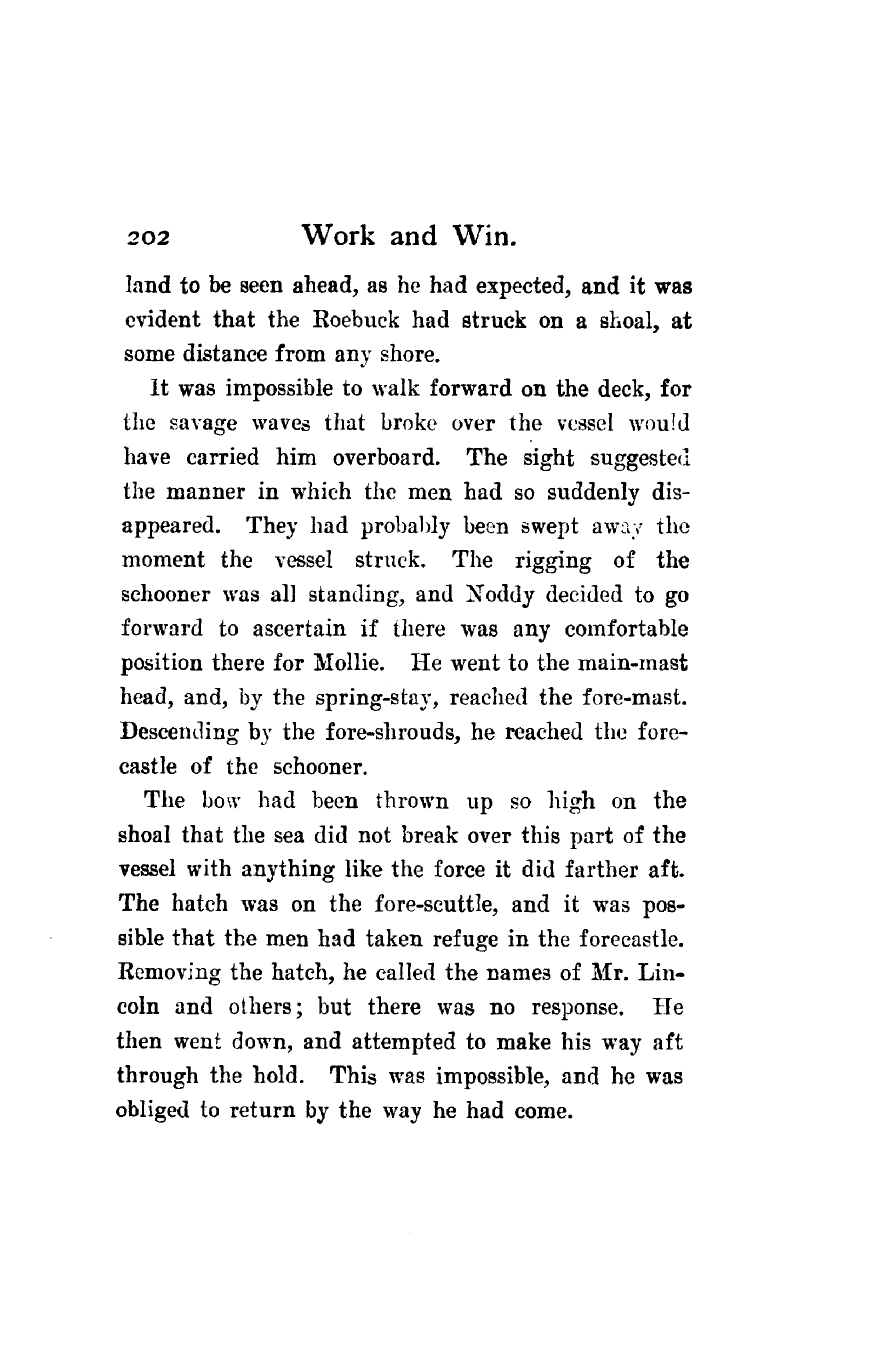 202 Work and Win.
land to be seen ahead, as he had expected, and it was
evident that the Roebuck had struck on a shoal, at
some distance from any shore.
It was impossible to walk forward on the deck, for
the savage waves that broke over the vessel would
have carried him overboard. The sight suggested
the manner in which the men had so suddenly dis-
appeared. They had probably been swept away the
moment the vessel struck. The rigging of the
schooner was all standing, and Noddy decided to go
forward to ascertain if there was any comfortable
position there for Mollie. He went to the main-mast
head, and, by the spring-stay, reached the fore-mast.
Descending by the fore-shrouds, he reached the fore-
castle of the schooner.
The bow had been thrown up so high on the
shoal that the sea did not break over this part of the
vessel with anything like the force it did farther aft.
The hatch was on the fore-scuttle, and it was pos-
sible that the men had taken refuge in the forecastle.
Removing the hatch, he called the names of Mr. Lin-
coln and others; but there was no response. He
then went down, and attempted to make his way aft
through the hold. This was impossible, and he was
obliged to return by the way he had come.